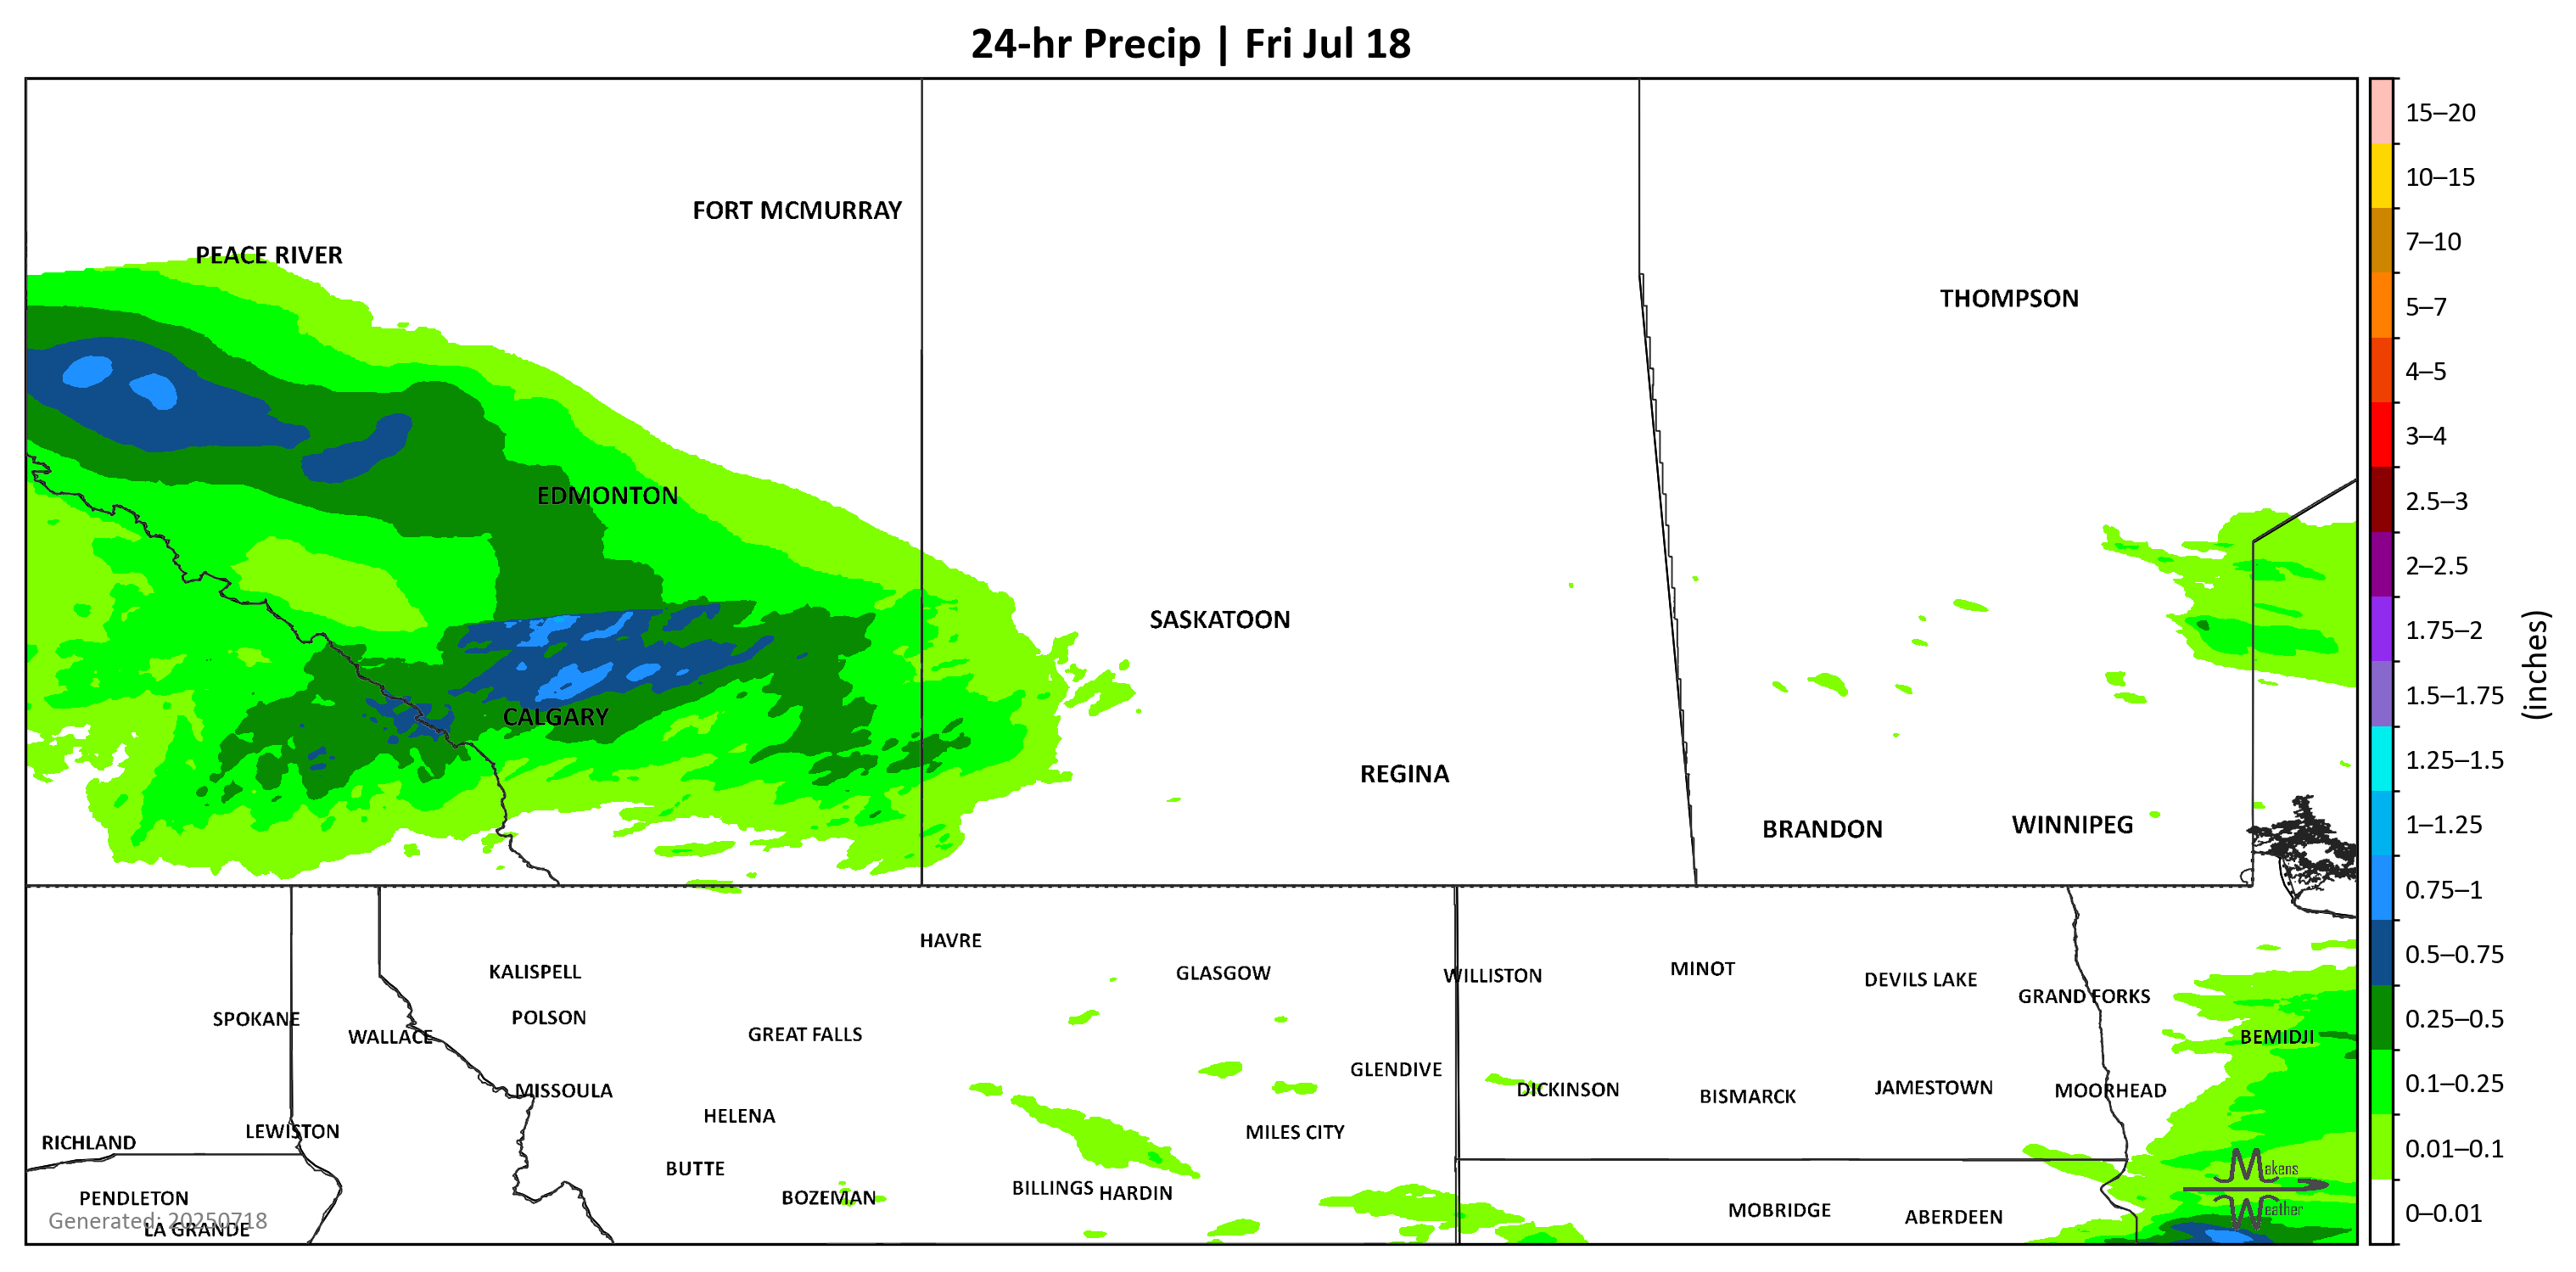 24-hr Precip | Fri Jul 18
FORT MCMURRAY
PEACE RIVER
THOMPSON
EDMONTON
SASKATOON
CALGARY
REGINA
WINNIPEG
BRANDON
HAVRE
KALISPELL
GLASGOW
WILLISTON
MINOT
DEVILS LAKE
GRAND FORKS
SPOKANE
POLSON
WALLACE
GREAT FALLS
BEMIDJI
GLENDIVE
MISSOULA
DICKINSON
BISMARCK
JAMESTOWN
MOORHEAD
HELENA
LEWISTON
MILES CITY
RICHLAND
BUTTE
BILLINGS
HARDIN
PENDLETON
BOZEMAN
MOBRIDGE
ABERDEEN
Generated: 20250718
LA GRANDE
Makens
Weather
15–20
10–15
7–10
5–7
4–5
3–4
2.5–3
2–2.5
1.75–2
1.5–1.75
1.25–1.5
1–1.25
0.75–1
0.5–0.75
0.25–0.5
0.1–0.25
0.01–0.1
0–0.01
(inches)